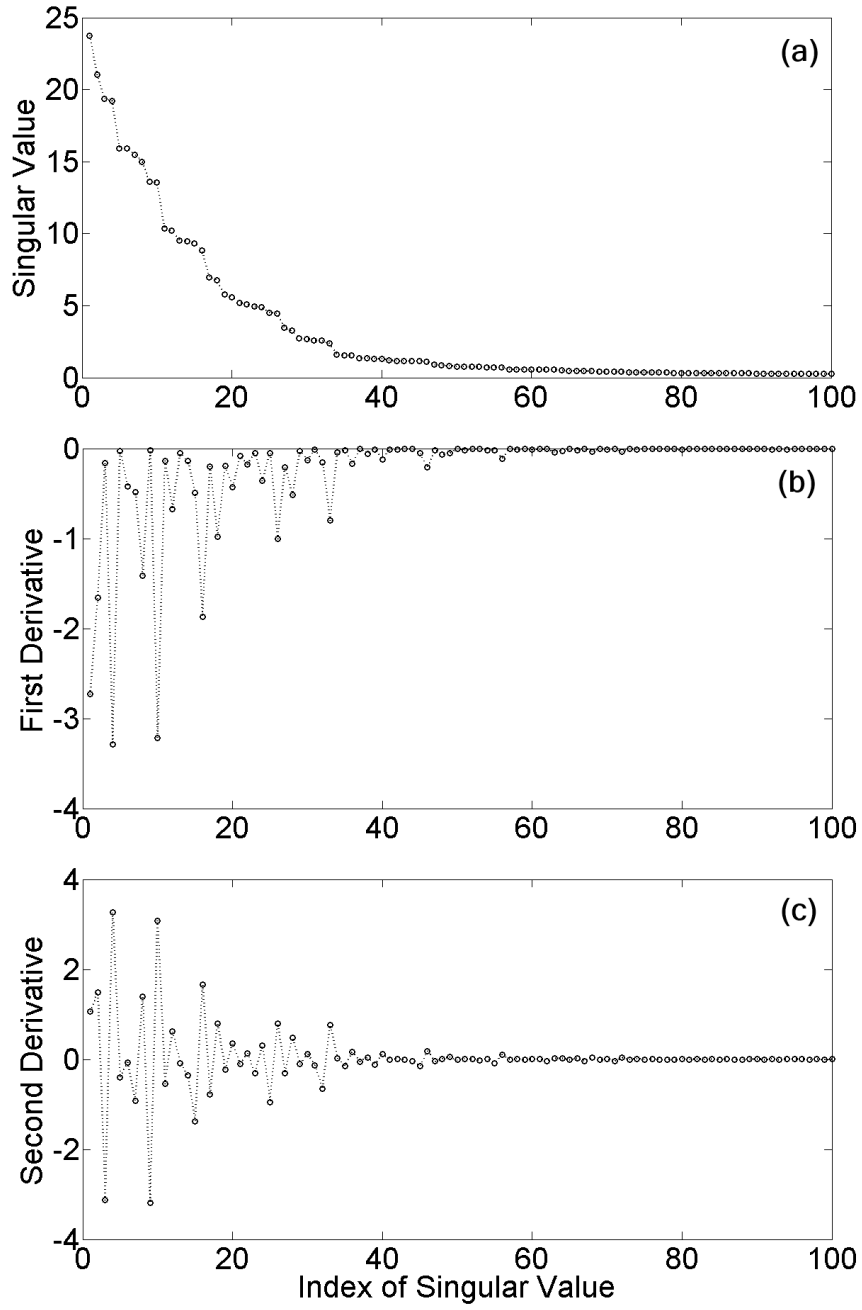 (a)
Singular Value
25
20
15
10
5
0
0 20 40 60 80 100
(b)
First Derivative
0
-1
-2
-3
-4
0 20 40 60 80 100
(c)
Second Derivative
4
2
0
-2
-4
0 20 40 60 80 100
Index of Singular Value